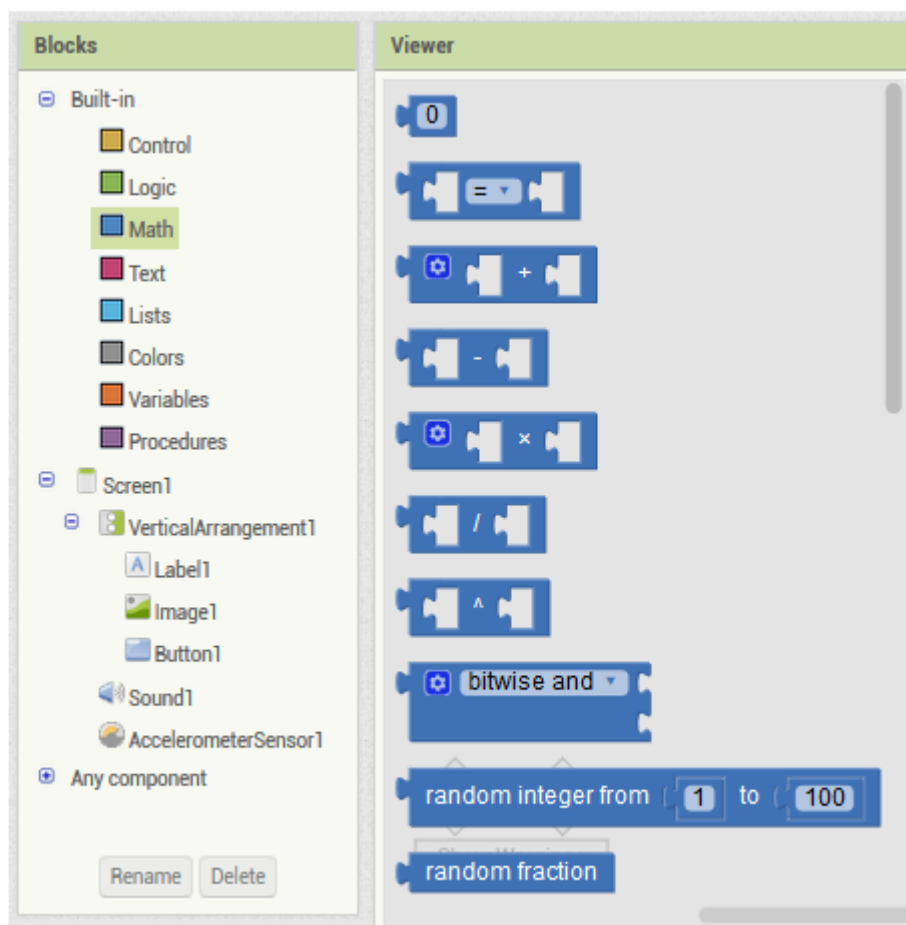 Blocks
Built-in
Control
Logic
Math
Text
Lists
Colors
Variables
Procedures
Screen1
VerticalArrangement1
Label1
Image1
Button1
Sound1
AccelerometerSensor1
Any component
Rename Delete
Viewer
0
=
+
-
×
/
^
bitwise and
random integer from 1 to 100
random fraction